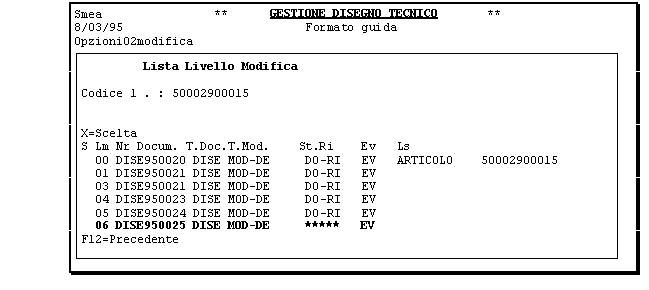 Smea ** GESTIONE DISEGNO TECNICO **
8/03/95 Formato guida
Opzioni02modifica
Lista Livello Modifica
Codice 1 . : 50002900015
X=Scelta
S Lm Nr Docum. T.Doc.T.Mod. St.Ri Ev Ls
00 DISE950020 DISE MOD-DE DO-RI EV ARTICOLO 50002900015
01 DISE950021 DISE MOD-DE DO-RI EV
03 DISE950021 DISE MOD-DE DO-RI EV
04 DISE950023 DISE MOD-DE DO-RI EV
05 DISE950024 DISE MOD-DE DO-RI EV
06 DISE950025 DISE MOD-DE ***** EV
F12=Precedente